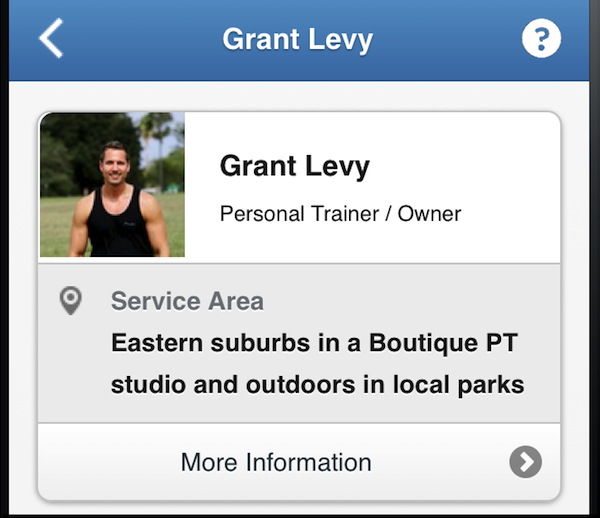 Grant Levy
?
Grant Levy
Personal Trainer / Owner
Service Area
Eastern suburbs in a Boutique PT
studio and outdoors in local parks
More Information